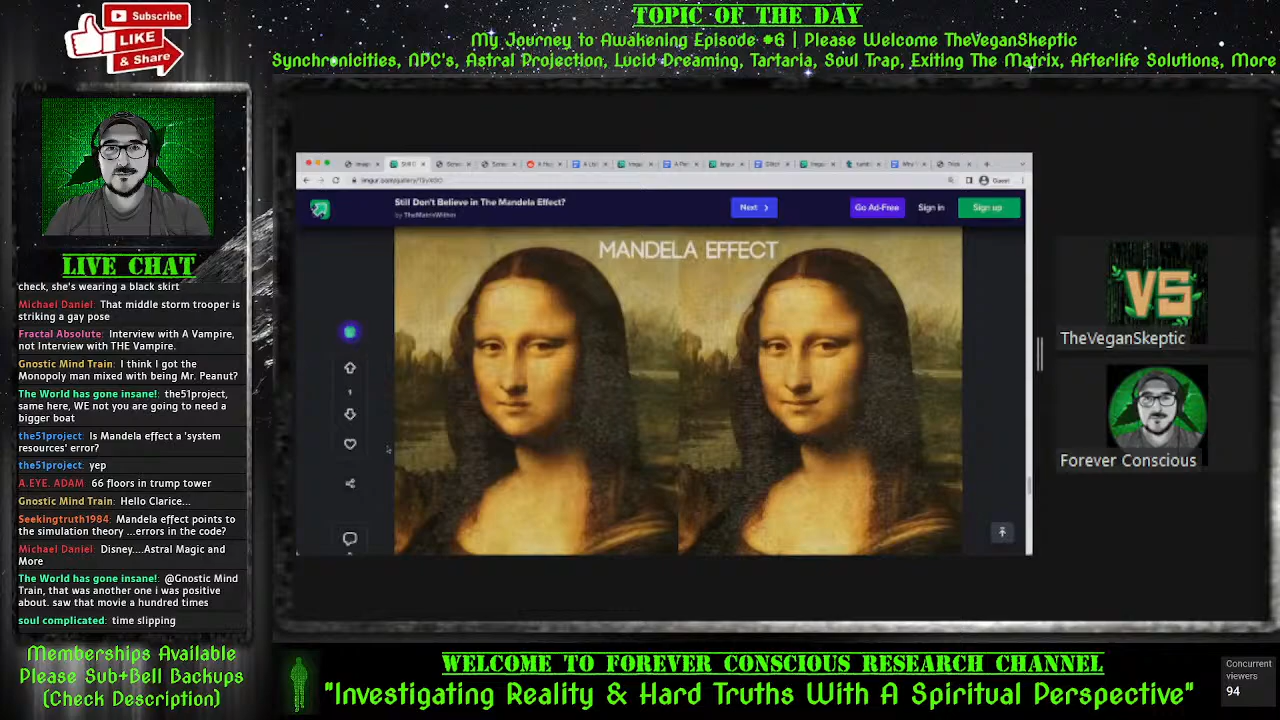 Subscribe
LIKE
& Share
TOPIC OF THE DAY
My Journey to Awakening Episode #6 | Please Welcome TheVeganSkeptic
Synchronicities, NPC's, Astral Projection, Lucid Dreaming, Tartaria, Soul Trap, Exiting The Matrix, Afterlife Solutions, More
LIVE CHAT
check, she's wearing a black skirt
Michael Daniel: That middle storm trooper is
striking a gay pose
Fractal Absolute: Interview with A Vampire,
not Interview with THE Vampire.
Gnostic Mind Train: I think I got the
Monopoly man mixed with being Mr. Peanut?
The World has gone insane!: the51project,
same here, WE not you are going to need a
bigger boat
the51project: Is Mandela effect a 'system
resources' error?
the51project: yep
A.EYE. ADAM: 66 floors in trump tower
Gnostic Mind Train: Hello Clarice...
Seekingtruth1984: Mandela effect points to
the simulation theory ...errors in the code?
Michael Daniel: Disney....Astral Magic and
More
The World has gone insane!: @Gnostic Mind
Train, that was another one i was positive
about. saw that movie a hundred times
soul complicated: time slipping
Memberships Available
Please Sub+Bell Backups
(Check Description)
Guest
Still Don't Believe in The Mandela Effect?
by TheMatrixWithin
Next
Go Ad-Free
Sign in
Sign up
MANDELA EFFECT
1
VS
TheVeganSkeptic
Forever Conscious
WELCOME TO FOREVER CONSCIOUS RESEARCH CHANNEL
"Investigating Reality & Hard Truths With A Spiritual Perspective"
Concurrent
viewers
94